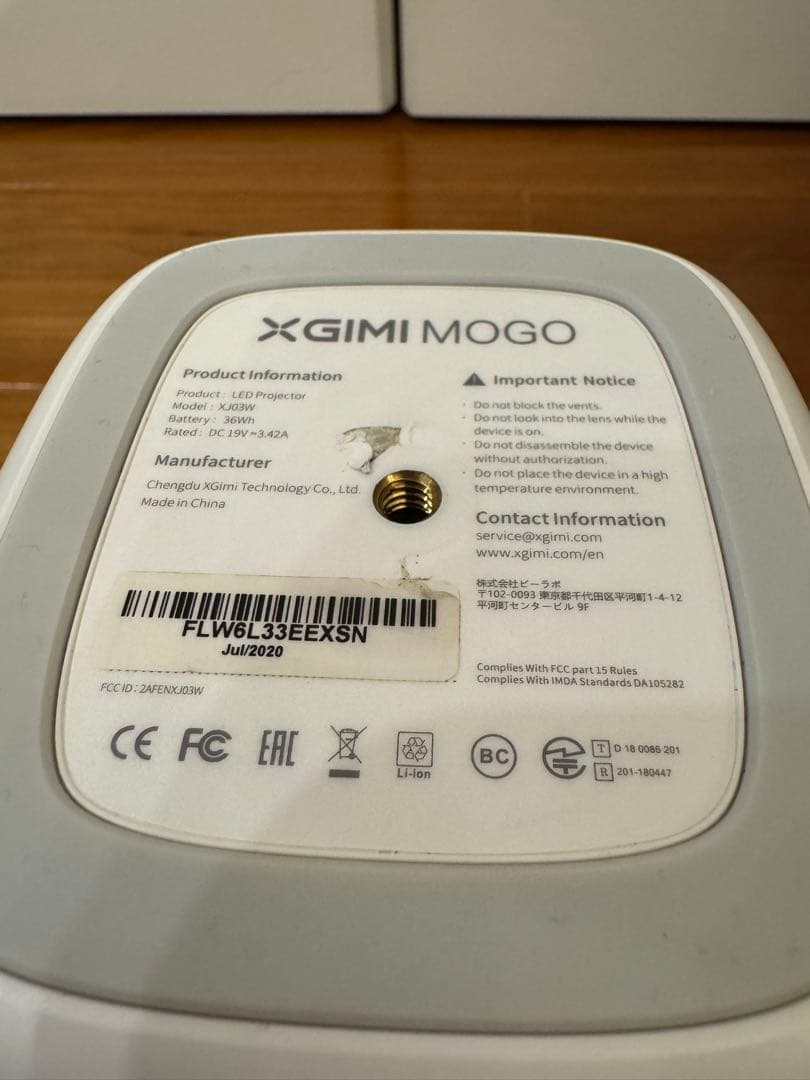 XGIMI MOGO
Product Information
Product : LED Projector
Model : XJ03W
Battery : 36Wh
Rated : DC 19V⎓3.42A
Manufacturer
Chengdu XGimi Technology Co., Ltd.
Made in China
Important Notice
· Do not block the vents.
· Do not look into the lens while the
device is on.
· Do not disassemble the device
without authorization.
· Do not place the device in a high
temperature environment.
Contact Information
service@xgimi.com
www.xgimi.com/en
株式会社ビーラボ
〒102-0093 東京都千代田区平河町1-4-12
平河町センタービル 9F
FLW6L33EEXSN
Jul/2020
FCC ID : 2AFENXJ03W
Complies With FCC part 15 Rules
Complies With IMDA Standards DA105282
CE FC EAC Li-ion BC
T D 18 0086 201
R 201-180447